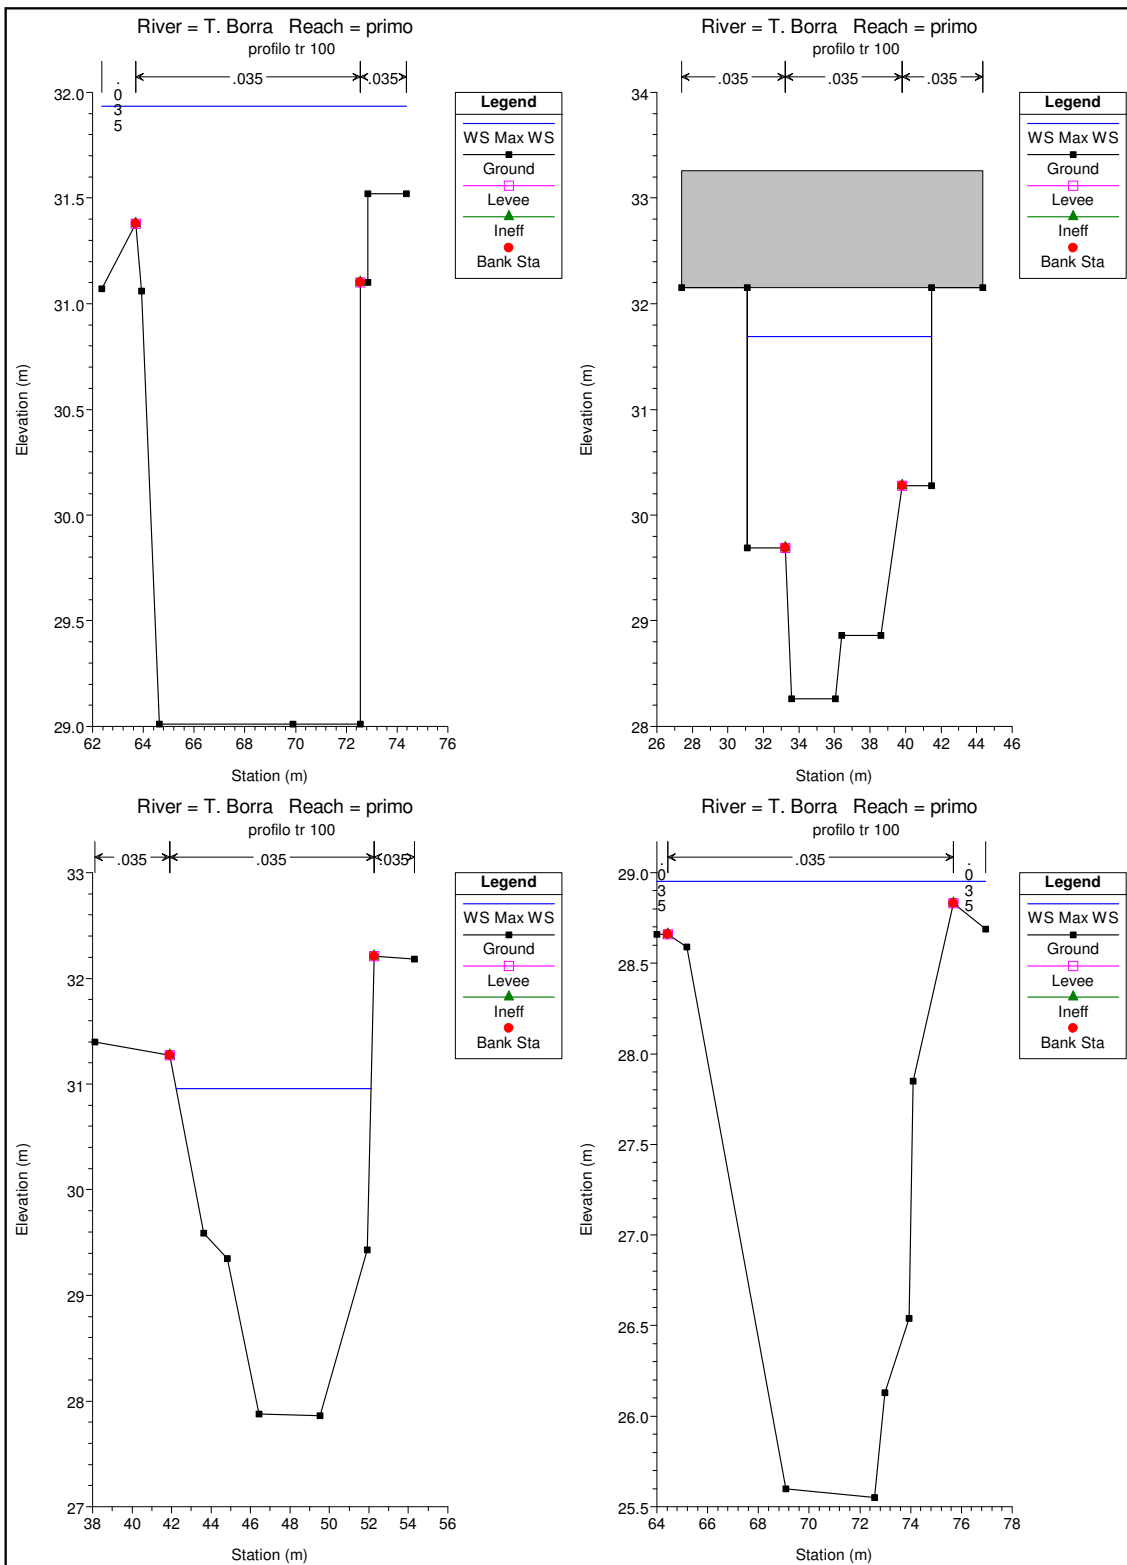 River = T. Borra   Reach = primo
profilo tr 100
.035
.035
.035
32.0
31.5
31.0
30.5
30.0
29.5
29.0
62
64
66
68
70
72
74
76
Station (m)
Elevation (m)
Legend
WS Max WS
Ground
Levee
Ineff
Bank Sta
River = T. Borra   Reach = primo
profilo tr 100
.035
.035
.035
34
33
32
31
30
29
28
26
28
30
32
34
36
38
40
42
44
46
Station (m)
Elevation (m)
Legend
WS Max WS
Ground
Levee
Ineff
Bank Sta
River = T. Borra   Reach = primo
profilo tr 100
.035
.035
.035
33
32
31
30
29
28
27
38
40
42
44
46
48
50
52
54
56
Station (m)
Elevation (m)
Legend
WS Max WS
Ground
Levee
Ineff
Bank Sta
River = T. Borra   Reach = primo
profilo tr 100
.035
.035
.035
29.0
28.5
28.0
27.5
27.0
26.5
26.0
25.5
64
66
68
70
72
74
76
78
Station (m)
Elevation (m)
Legend
WS Max WS
Ground
Levee
Ineff
Bank Sta